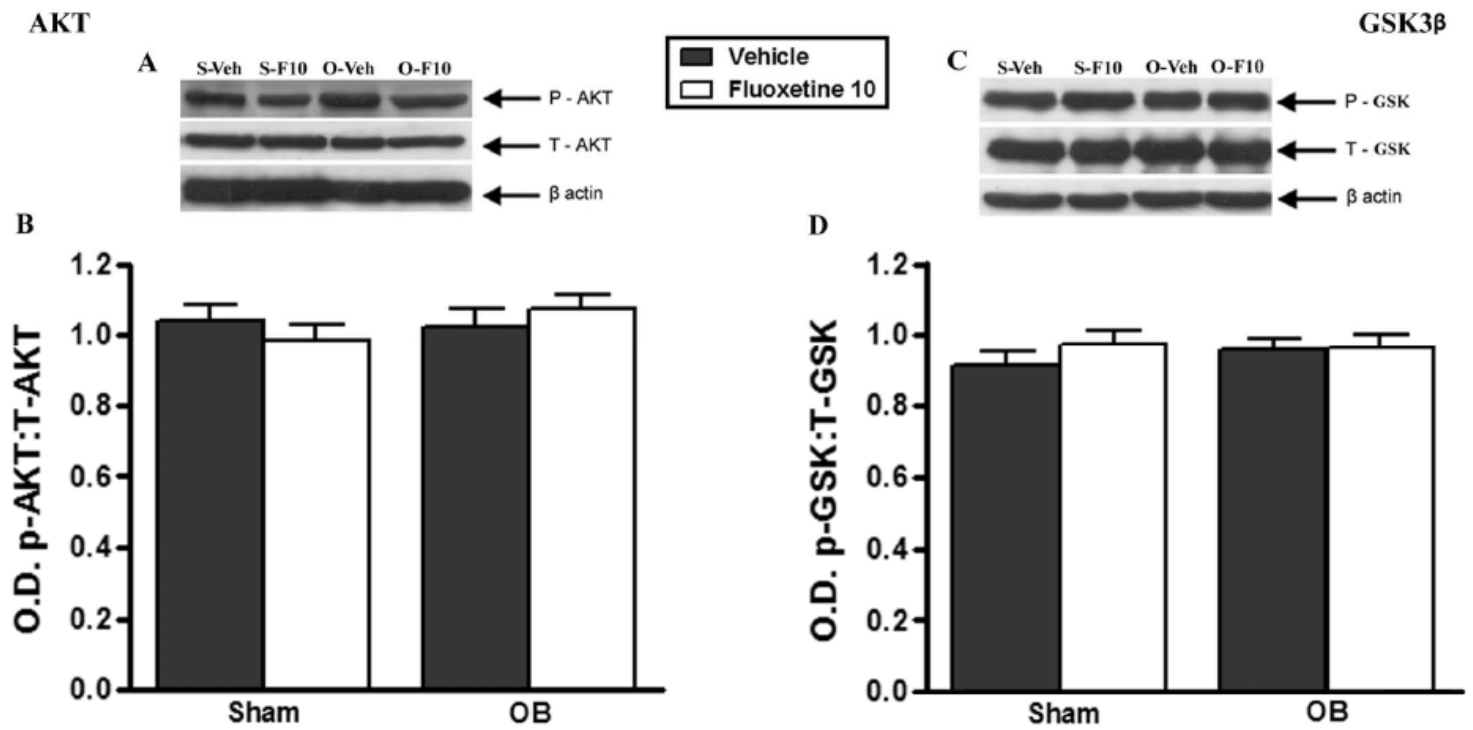 AKT
GSK3β
Vehicle
Fluoxetine 10
A
S-Veh S-F10 O-Veh O-F10
P - AKT
T - AKT
β actin
C
S-Veh S-F10 O-Veh O-F10
P - GSK
T - GSK
β actin
B
O.D. p-AKT:T-AKT
1.2
1.0
0.8
0.6
0.4
0.2
0.0
Sham OB
D
O.D. p-GSK:T-GSK
1.2
1.0
0.8
0.6
0.4
0.2
0.0
Sham OB